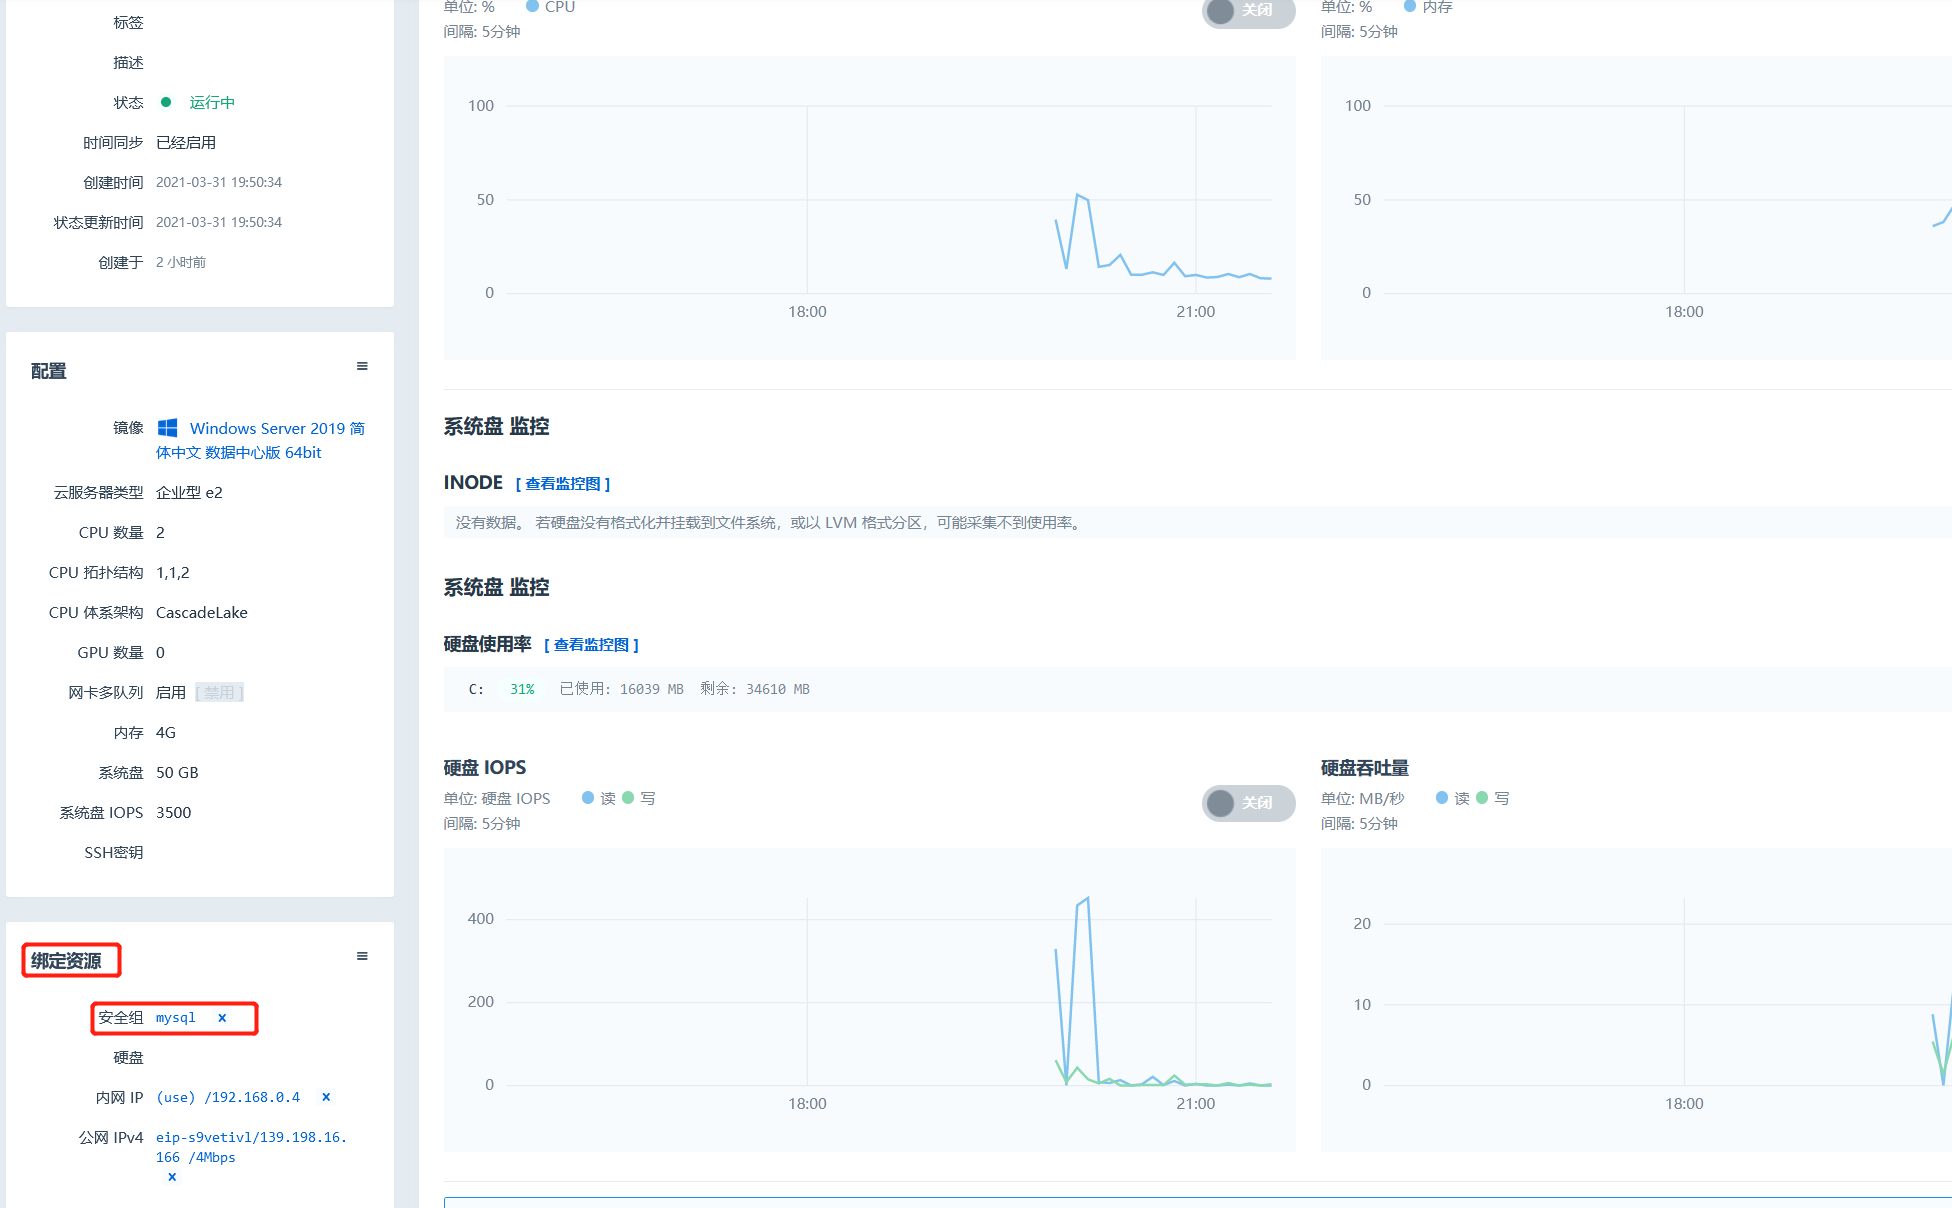 标签
描述
状态 运行中
时间同步 已经启用
创建时间 2021-03-31 19:50:34
状态更新时间 2021-03-31 19:50:34
创建于 2 小时前
配置
镜像 Windows Server 2019 简
体中文 数据中心版 64bit
云服务器类型 企业型 e2
CPU 数量 2
CPU 拓扑结构 1,1,2
CPU 体系架构 CascadeLake
GPU 数量 0
网卡多队列 启用 [ 禁用 ]
内存 4G
系统盘 50 GB
系统盘 IOPS 3500
SSH密钥
绑定资源
安全组 mysql ×
硬盘
内网 IP (use) /192.168.0.4 ×
公网 IPv4 eip-s9vetivl/139.198.16.
166 /4Mbps
×
单位: % CPU 关闭
间隔: 5分钟
100
50
0
18:00 21:00
单位: % 内存
间隔: 5分钟
100
50
0
18:00
系统盘 监控
INODE [ 查看监控图 ]
没有数据。 若硬盘没有格式化并挂载到文件系统，或以 LVM 格式分区，可能采集不到使用率。
系统盘 监控
硬盘使用率 [ 查看监控图 ]
C: 31% 已使用: 16039 MB 剩余: 34610 MB
硬盘 IOPS
单位: 硬盘 IOPS 读 写 关闭
间隔: 5分钟
400
200
0
18:00 21:00
硬盘吞吐量
单位: MB/秒 读 写
间隔: 5分钟
20
10
0
18:00